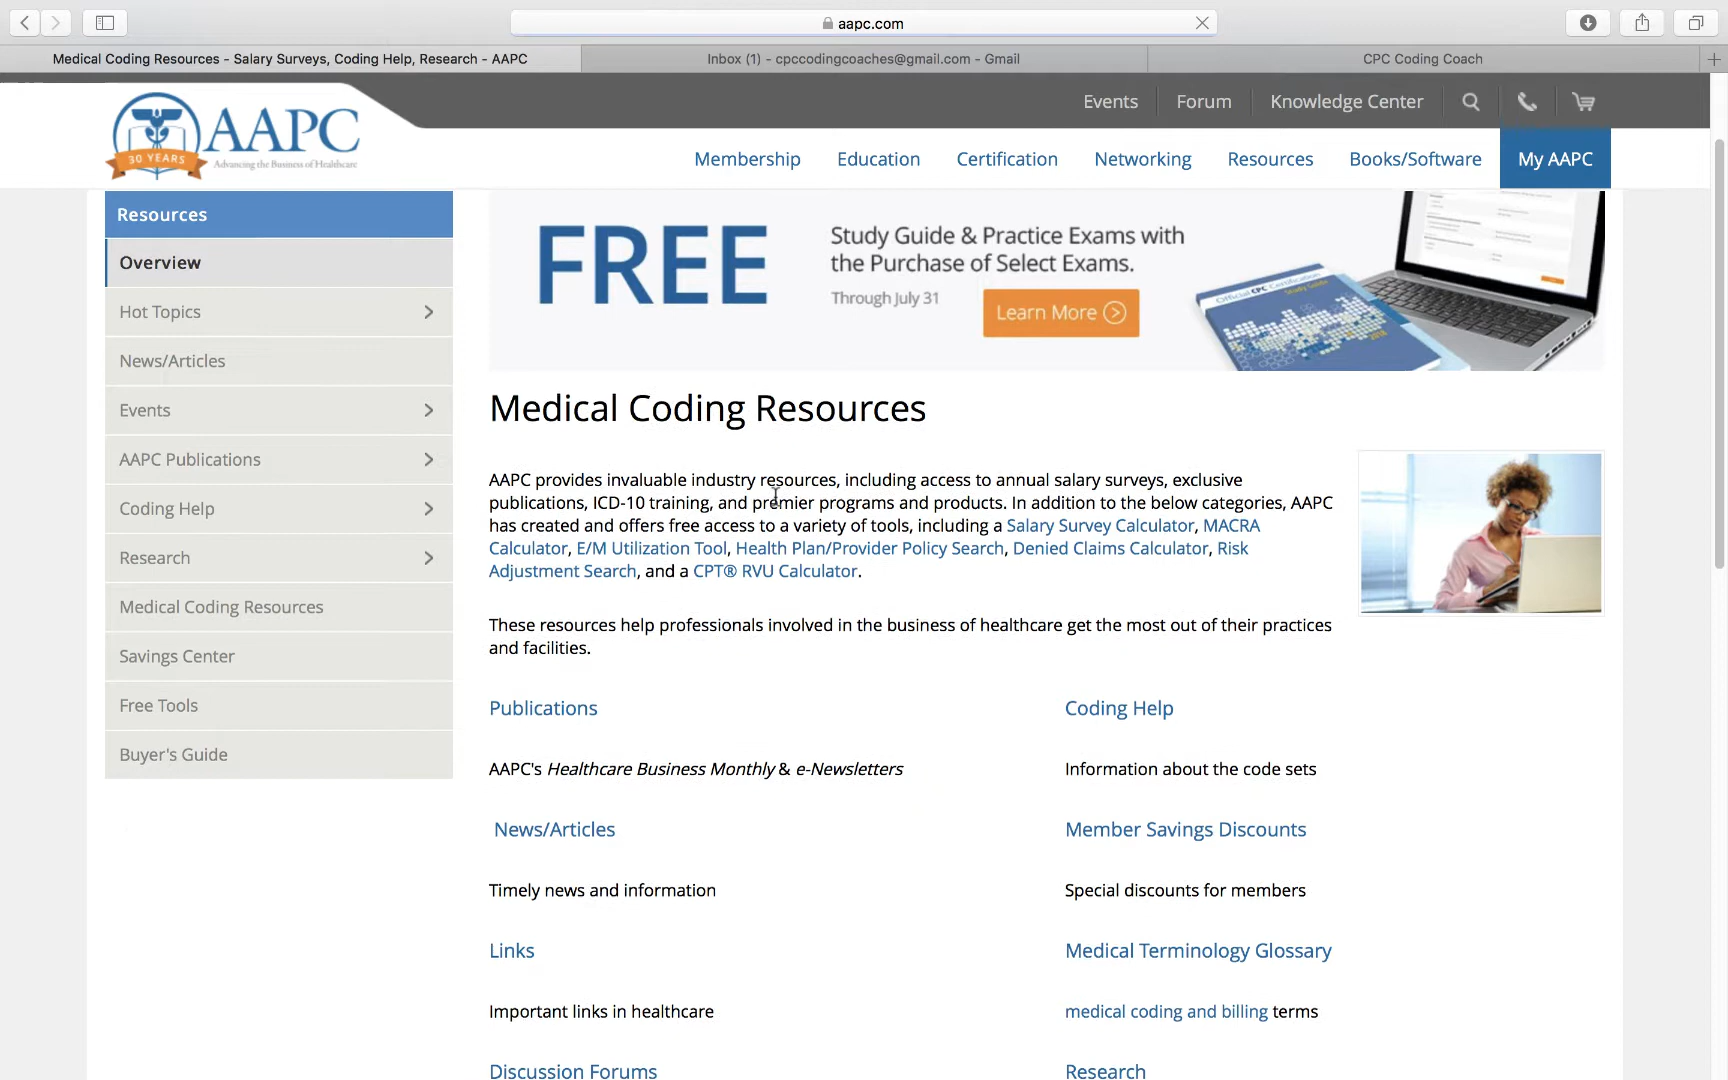 aapc.com
Medical Coding Resources - Salary Surveys, Coding Help, Research - AAPC
Inbox (1) - cpccodingcoaches@gmail.com - Gmail
CPC Coding Coach
Events
Forum
Knowledge Center
AAPC
30 YEARS
Advancing the Business of Healthcare
Membership
Education
Certification
Networking
Resources
Books/Software
My AAPC
Resources
Overview
Hot Topics
News/Articles
Events
AAPC Publications
Coding Help
Research
Medical Coding Resources
Savings Center
Free Tools
Buyer's Guide
FREE
Study Guide & Practice Exams with
the Purchase of Select Exams.
Through July 31
Learn More
Official CPC Certification
Study Guide
2018
Medical Coding Resources
AAPC provides invaluable industry resources, including access to annual salary surveys, exclusive
publications, ICD-10 training, and premier programs and products. In addition to the below categories, AAPC
has created and offers free access to a variety of tools, including a Salary Survey Calculator, MACRA
Calculator, E/M Utilization Tool, Health Plan/Provider Policy Search, Denied Claims Calculator, Risk
Adjustment Search, and a CPT® RVU Calculator.
These resources help professionals involved in the business of healthcare get the most out of their practices
and facilities.
Publications
AAPC's Healthcare Business Monthly & e-Newsletters
News/Articles
Timely news and information
Links
Important links in healthcare
Discussion Forums
Coding Help
Information about the code sets
Member Savings Discounts
Special discounts for members
Medical Terminology Glossary
medical coding and billing terms
Research